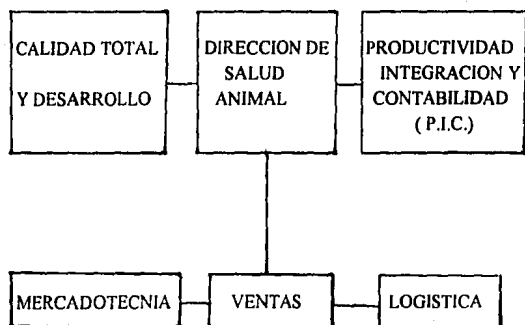 CALIDAD TOTAL
Y DESARROLLO
DIRECCION DE
SALUD
ANIMAL
PRODUCTIVIDAD
INTEGRACION Y
CONTABILIDAD
( P.I.C.)
MERCADOTECNIA
VENTAS
LOGISTICA